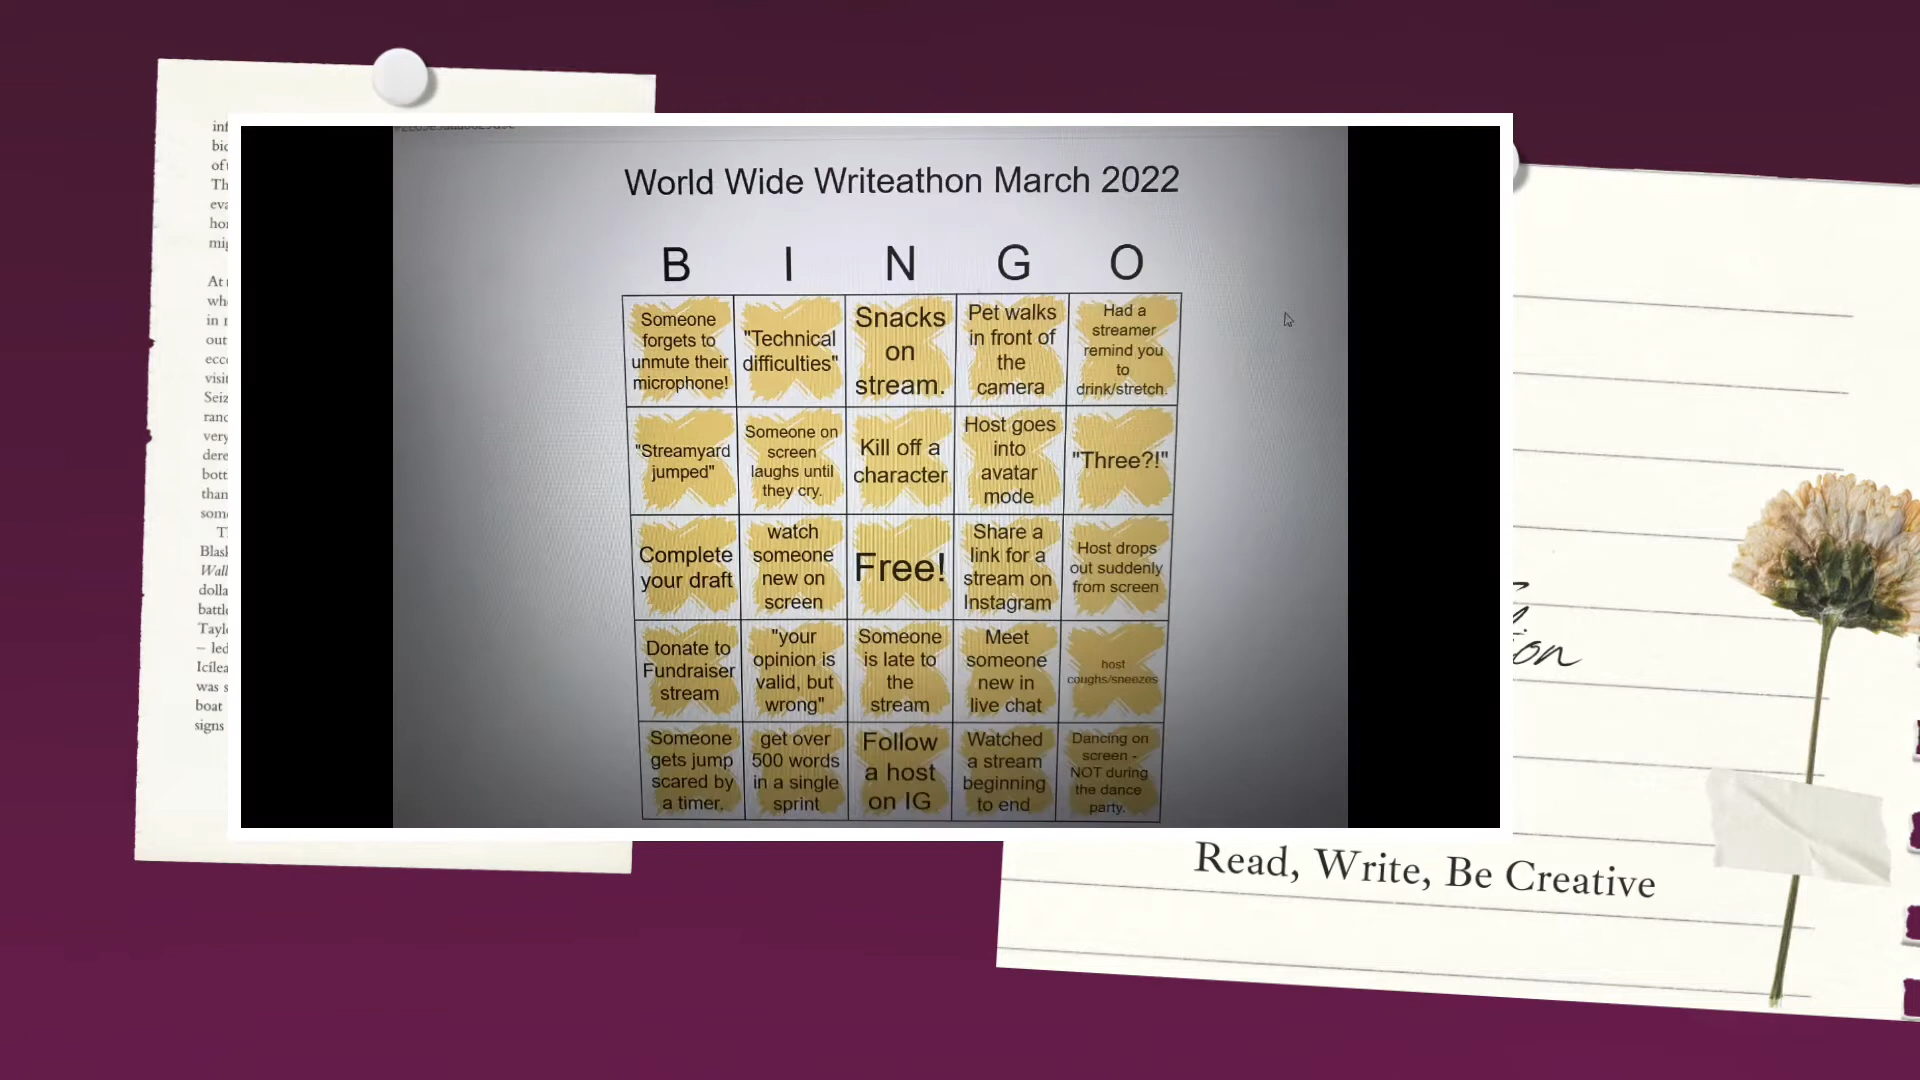 World Wide Writeathon March 2022
B I N G O
Someone
forgets to
unmute their
microphone!
"Technical
difficulties"
Snacks
on
stream.
Pet walks
in front of
the
camera
Had a
streamer
remind you
to
drink/stretch.
"Streamyard
jumped"
Someone on
screen
laughs until
they cry.
Kill off a
character
Host goes
into
avatar
mode
"Three?!"
Complete
your draft
watch
someone
new on
screen
Free!
Share a
link for a
stream on
Instagram
Host drops
out suddenly
from screen
Donate to
Fundraiser
stream
"your
opinion is
valid, but
wrong"
Someone
is late to
the
stream
Meet
someone
new in
live chat
host
coughs/sneezes
Someone
gets jump
scared by
a timer.
get over
500 words
in a single
sprint
Follow
a host
on IG
Watched
a stream
beginning
to end
Dancing on
screen -
NOT during
the dance
party.
Read, Write, Be Creative